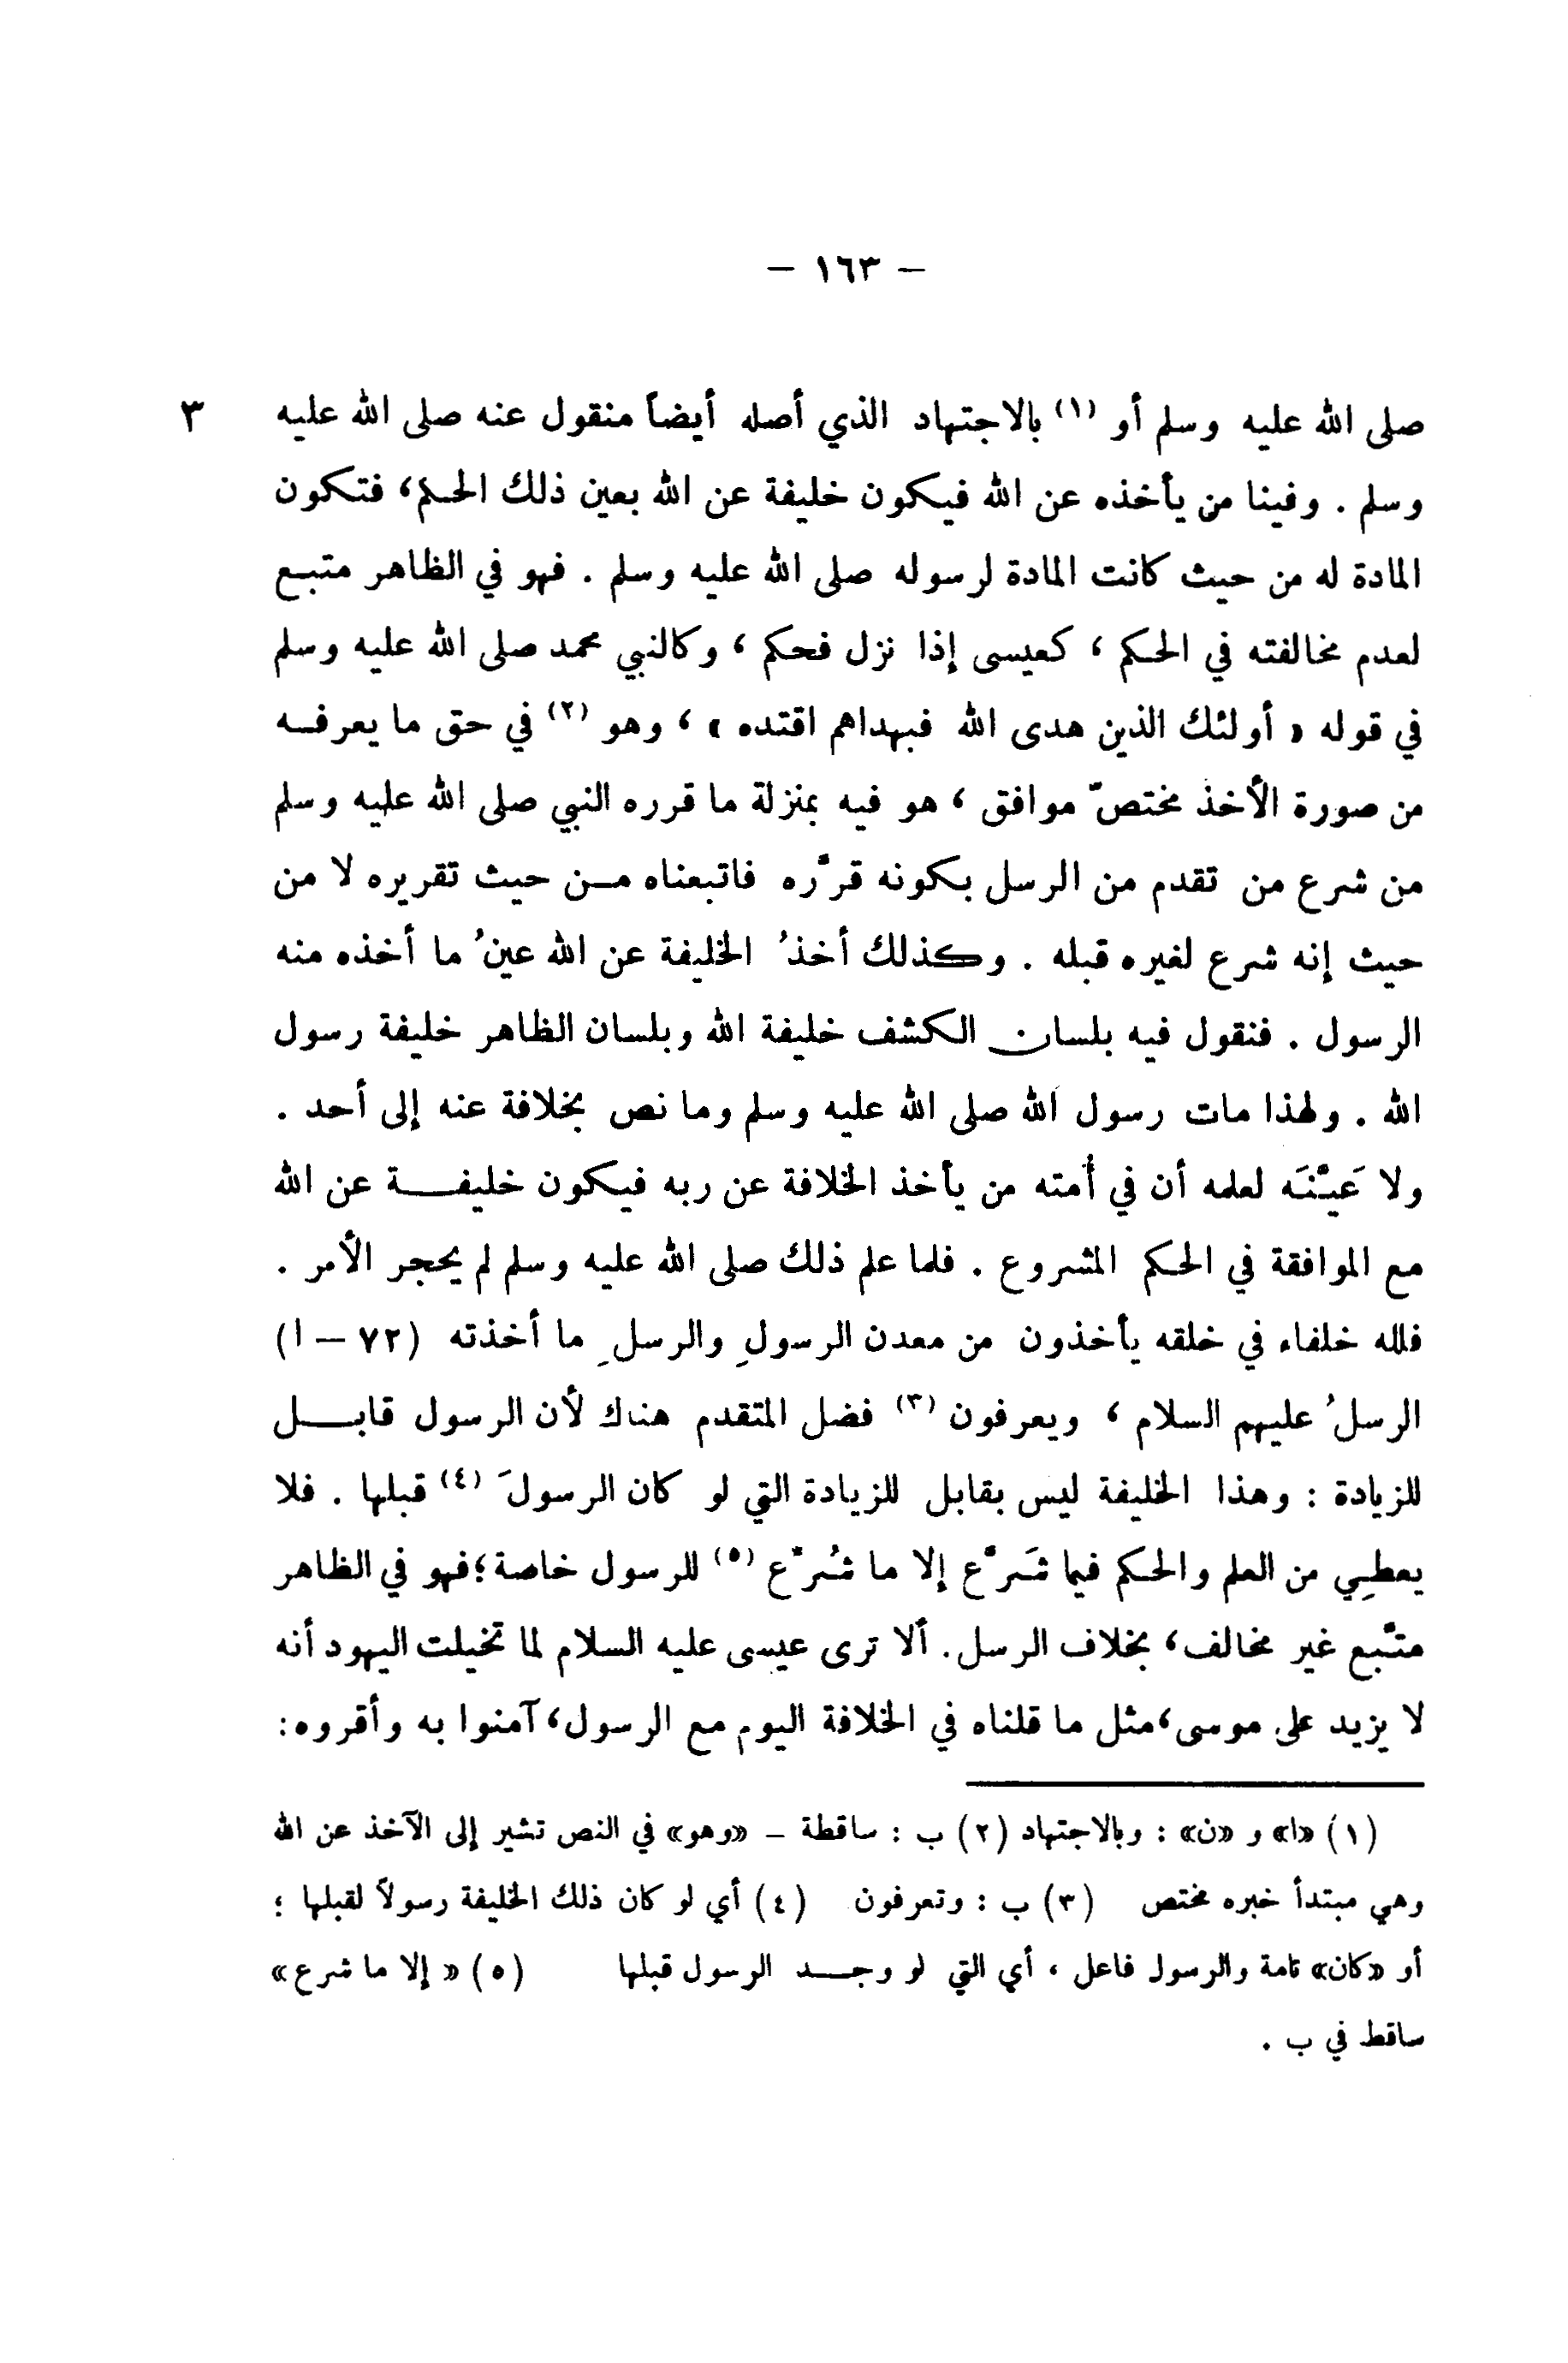 — ١٦٣ —
صلى الله عليه وسلم أو (١) بالاجتهاد الذي أصله أيضاً منقول عنه صلى الله عليه ٣
وسلم . وفينا من يأخذه عن الله فيكون خليفة عن الله بعين ذلك الحكم، فتكون
المادة له من حيث كانت المادة لرسوله صلى الله عليه وسلم . فهو في الظاهر متبع
لعدم مخالفته في الحكم ، كعيسى إذا نزل فحكم ، وكالنبي محمد صلى الله عليه وسلم
في قوله « أولئك الذين هدى الله فبهداهم اقتده » ، وهو (٢) في حق ما يعرفه
من صورة الأخذ مختصّ موافق ، هو فيه بمنزلة ما قرره النبي صلى الله عليه وسلم
من شرع من تقدم من الرسل بكونه قرَّره فاتبعناه من حيث تقريره لا من
حيث إنه شرع لغيره قبله . وكذلك أخذُ الخليفة عن الله عينُ ما أخذه منه
الرسول . فنقول فيه بلسان الكشف خليفة الله وبلسان الظاهر خليفة رسول
الله . ولهذا مات رسول الله صلى الله عليه وسلم وما نص بخلافة عنه إلى أحد .
ولا عَيَّنَه لعلمه أن في أُمته من يأخذ الخلافة عن ربه فيكون خليفة عن الله
مع الموافقة في الحكم المشروع . فلما علم ذلك صلى الله عليه وسلم لم يحجر الأمر .
فلله خلفاء في خلقه يأخذون من معدن الرسولِ والرسلِ ما أخذته (٧٢ — ا)
الرسلُ عليهم السلام ، ويعرفون (٣) فضل المتقدم هناك لأن الرسول قابل
للزيادة : وهذا الخليفة ليس بقابل للزيادة التي لو كان الرسولَ (٤) قبلها . فلا
يعطِي من العلم والحكم فيما شَرَّع إلا ما شُرِّع (٥) للرسول خاصة؛ فهو في الظاهر
متَّبع غير مخالف، بخلاف الرسل. ألا ترى عيسى عليه السلام لما تخيلت اليهود أنه
لا يزيد على موسى، مثل ما قلناه في الخلافة اليوم مع الرسول، آمنوا به وأقروه:
(١) «ا» و «ن» : وبالاجتهاد (٢) ب : ساقطة – «وهو» في النص تشير إلى الآخذ عن الله
وهي مبتدأ خبره مختص (٣) ب : وتعرفون (٤) أي لو كان ذلك الخليفة رسولاً لقبلها ؛
أو «كان» تامة والرسول فاعل ، أي التي لو وجد الرسول قبلها (٥) « إلا ما شرع»
ساقط في ب .